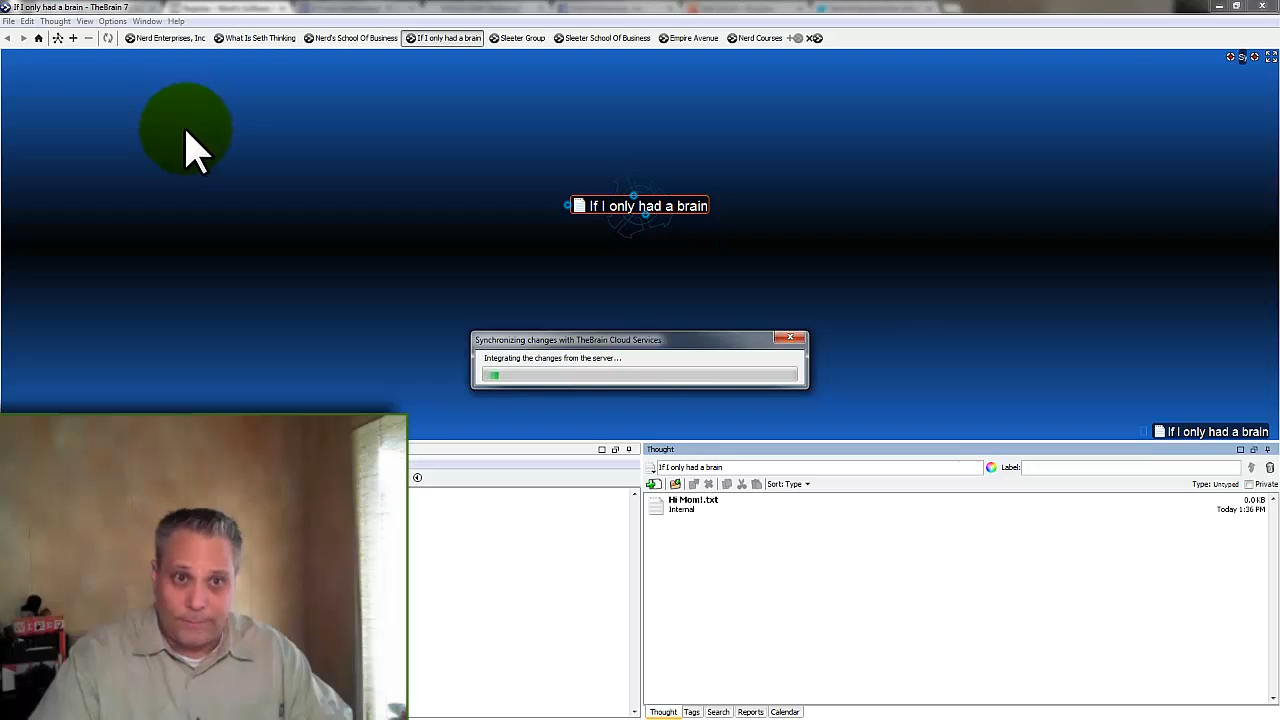 If I only had a brain - TheBrain 7
File Edit Thought View Options Window Help
Nerd Enterprises, Inc What Is Seth Thinking Nerd's School Of Business If I only had a brain Sleeter Group Sleeter School Of Business Empire Avenue Nerd Courses
Sy
If I only had a brain
Synchronizing changes with TheBrain Cloud Services
Integrating the changes from the server...
If I only had a brain
Thought
If I only had a brain Label:
Sort: Type Type: Untyped Private
Hi Mom!.txt 0.0 KB
Internal Today 1:36 PM
Thought Tags Search Reports Calendar